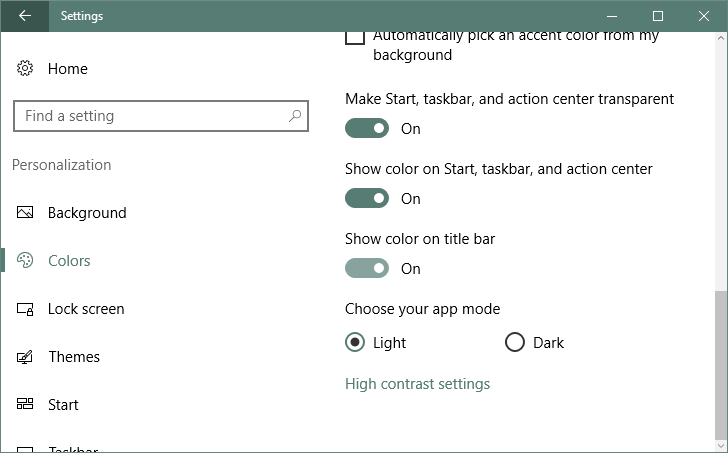 Settings
Home
Find a setting
Personalization
Background
Colors
Lock screen
Themes
Start
Taskbar
Automatically pick an accent color from my
background
Make Start, taskbar, and action center transparent
On
Show color on Start, taskbar, and action center
On
Show color on title bar
On
Choose your app mode
Light
Dark
High contrast settings